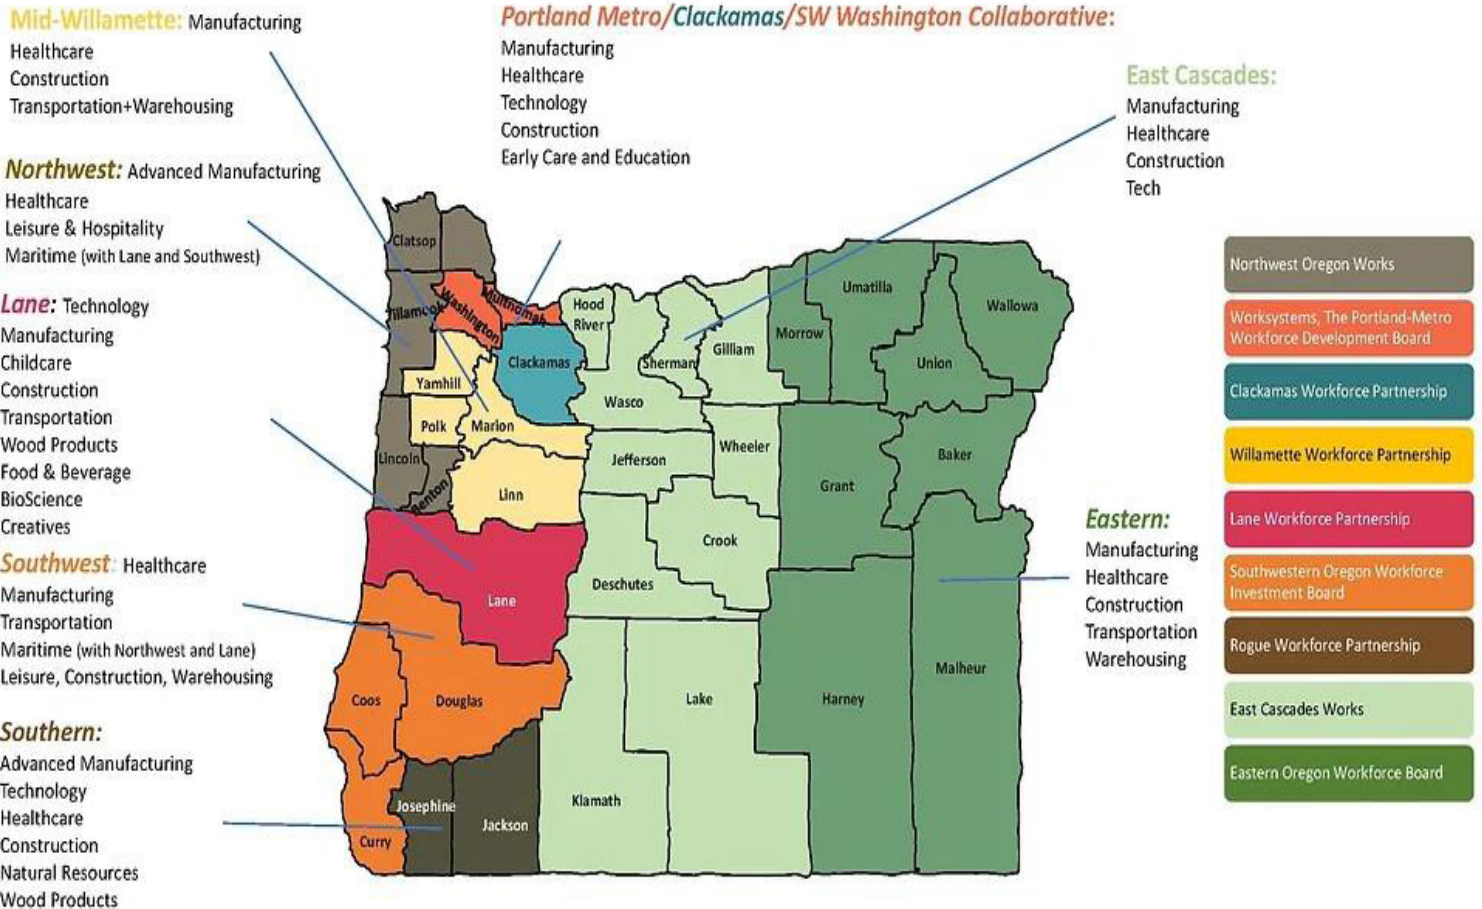 Mid-Willamette: Manufacturing
Healthcare
Construction
Transportation+Warehousing
Northwest: Advanced Manufacturing
Healthcare
Leisure & Hospitality
Maritime (with Lane and Southwest)
Lane: Technology
Manufacturing
Childcare
Construction
Transportation
Wood Products
Food & Beverage
BioScience
Creatives
Southwest: Healthcare
Manufacturing
Transportation
Maritime (with Northwest and Lane)
Leisure, Construction, Warehousing
Southern:
Advanced Manufacturing
Technology
Healthcare
Construction
Natural Resources
Wood Products
Portland Metro/Clackamas/SW Washington Collaborative:
Manufacturing
Healthcare
Technology
Construction
Early Care and Education
East Cascades:
Manufacturing
Healthcare
Construction
Tech
Eastern:
Manufacturing
Healthcare
Construction
Transportation
Warehousing
Clatsop
Tillamook
Washington
Multnomah
Hood
River
Clackamas
Yamhill
Polk
Marion
Lincoln
Benton
Linn
Lane
Coos
Douglas
Curry
Josephine
Jackson
Sherman
Gilliam
Wasco
Wheeler
Jefferson
Crook
Deschutes
Klamath
Lake
Morrow
Umatilla
Union
Wallowa
Baker
Grant
Harney
Malheur
Northwest Oregon Works
Worksystems, The Portland-Metro
Workforce Development Board
Clackamas Workforce Partnership
Willamette Workforce Partnership
Lane Workforce Partnership
Southwestern Oregon Workforce
Investment Board
Rogue Workforce Partnership
East Cascades Works
Eastern Oregon Workforce Board